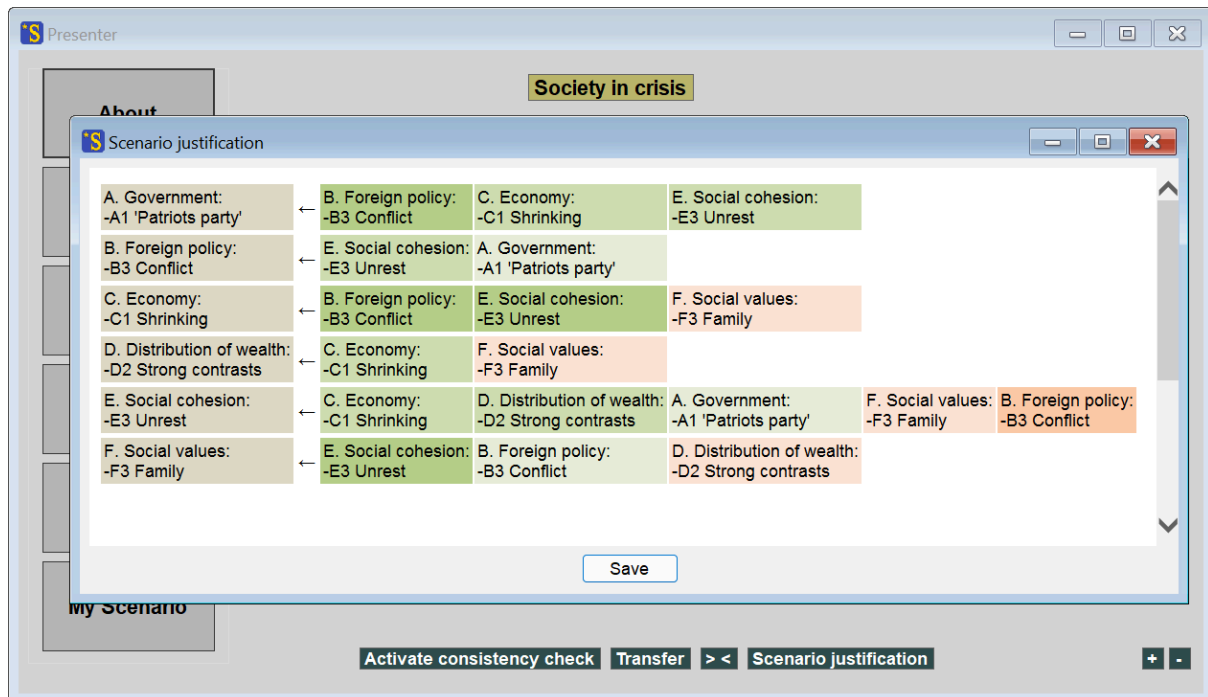 Presenter
Society in crisis
About
Scenario justification
A. Government:
-A1 'Patriots party'
←
B. Foreign policy:
-B3 Conflict
C. Economy:
-C1 Shrinking
E. Social cohesion:
-E3 Unrest
B. Foreign policy:
-B3 Conflict
←
E. Social cohesion:
-E3 Unrest
A. Government:
-A1 'Patriots party'
C. Economy:
-C1 Shrinking
←
B. Foreign policy:
-B3 Conflict
E. Social cohesion:
-E3 Unrest
F. Social values:
-F3 Family
D. Distribution of wealth:
-D2 Strong contrasts
←
C. Economy:
-C1 Shrinking
F. Social values:
-F3 Family
E. Social cohesion:
-E3 Unrest
←
C. Economy:
-C1 Shrinking
D. Distribution of wealth:
-D2 Strong contrasts
A. Government:
-A1 'Patriots party'
F. Social values:
-F3 Family
B. Foreign policy:
-B3 Conflict
F. Social values:
-F3 Family
←
E. Social cohesion:
-E3 Unrest
B. Foreign policy:
-B3 Conflict
D. Distribution of wealth:
-D2 Strong contrasts
Save
My Scenario
Activate consistency check
Transfer
> <
Scenario justification
+
-